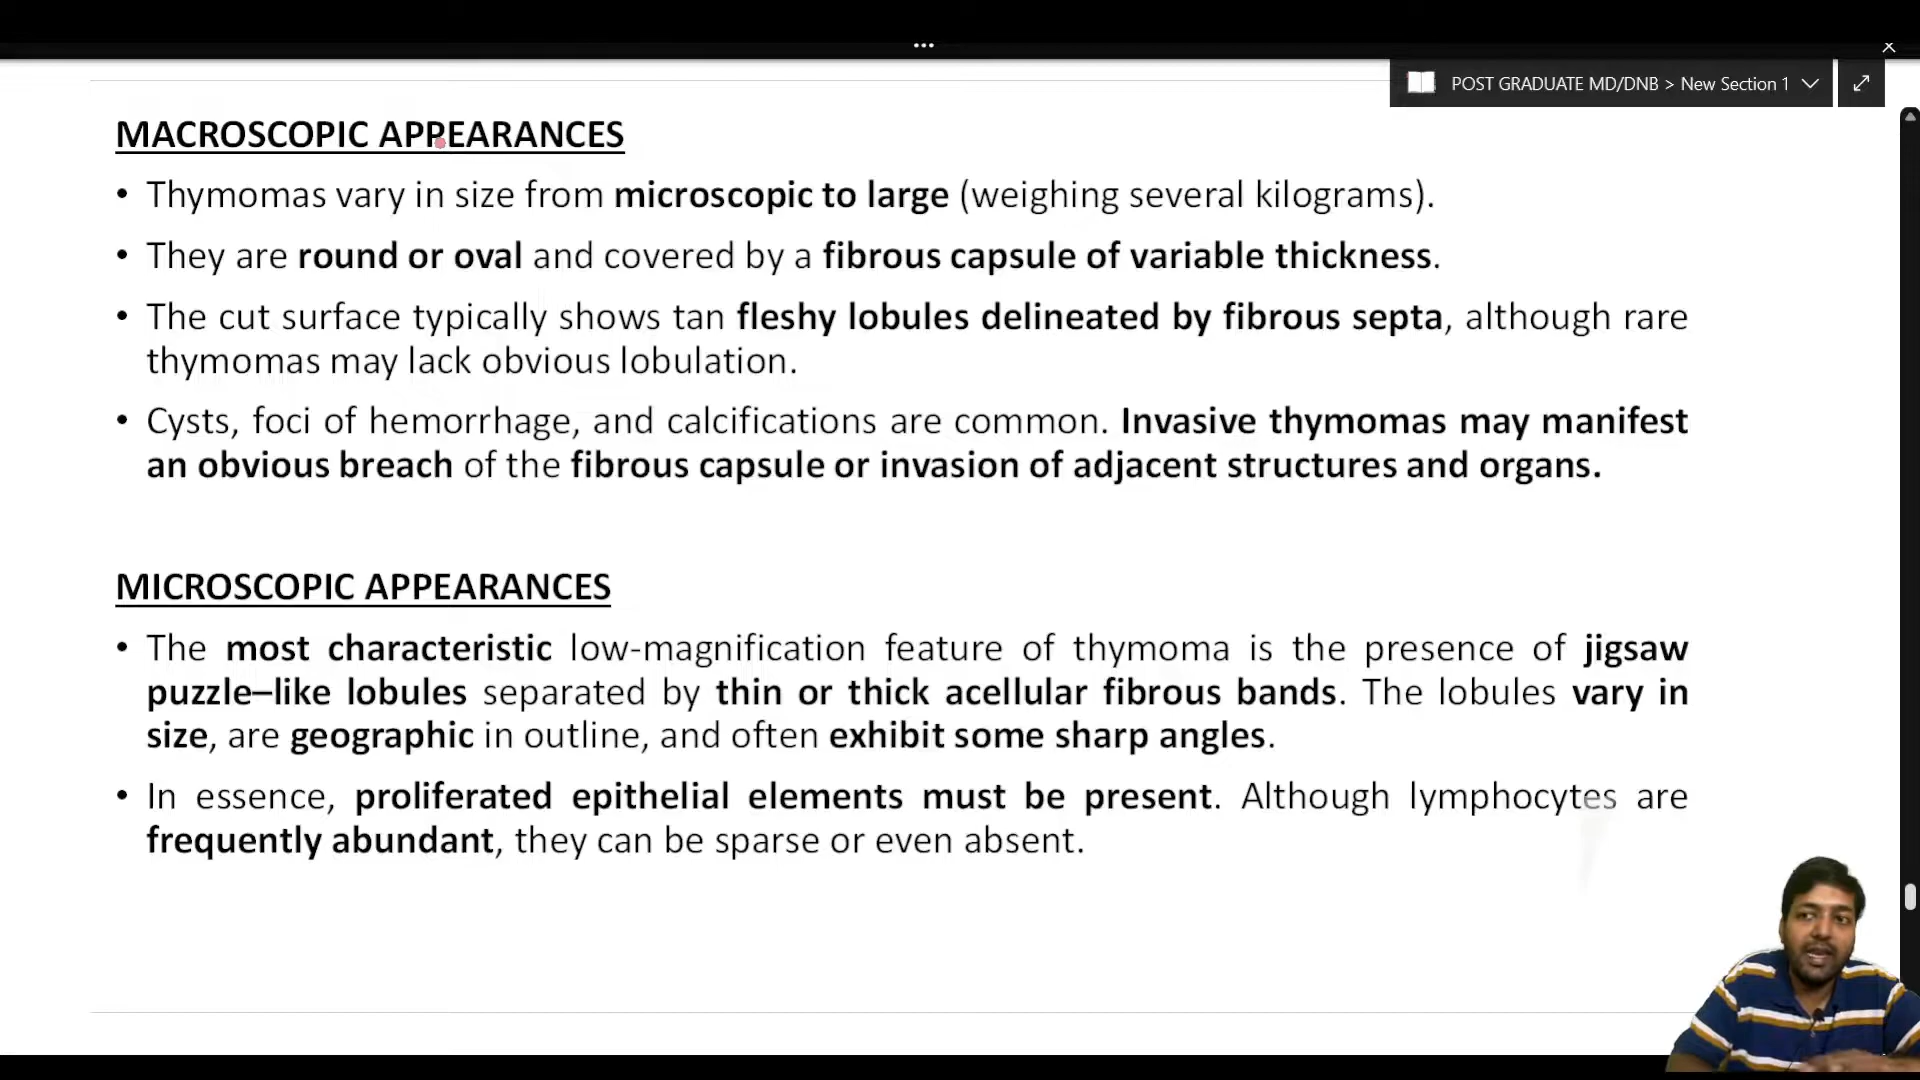 ...
POST GRADUATE MD/DNB > New Section 1
MACROSCOPIC APPEARANCES
• Thymomas vary in size from microscopic to large (weighing several kilograms).
• They are round or oval and covered by a fibrous capsule of variable thickness.
• The cut surface typically shows tan fleshy lobules delineated by fibrous septa, although rare
thymomas may lack obvious lobulation.
• Cysts, foci of hemorrhage, and calcifications are common. Invasive thymomas may manifest
an obvious breach of the fibrous capsule or invasion of adjacent structures and organs.
MICROSCOPIC APPEARANCES
• The most characteristic low-magnification feature of thymoma is the presence of jigsaw
puzzle–like lobules separated by thin or thick acellular fibrous bands. The lobules vary in
size, are geographic in outline, and often exhibit some sharp angles.
• In essence, proliferated epithelial elements must be present. Although lymphocytes are
frequently abundant, they can be sparse or even absent.